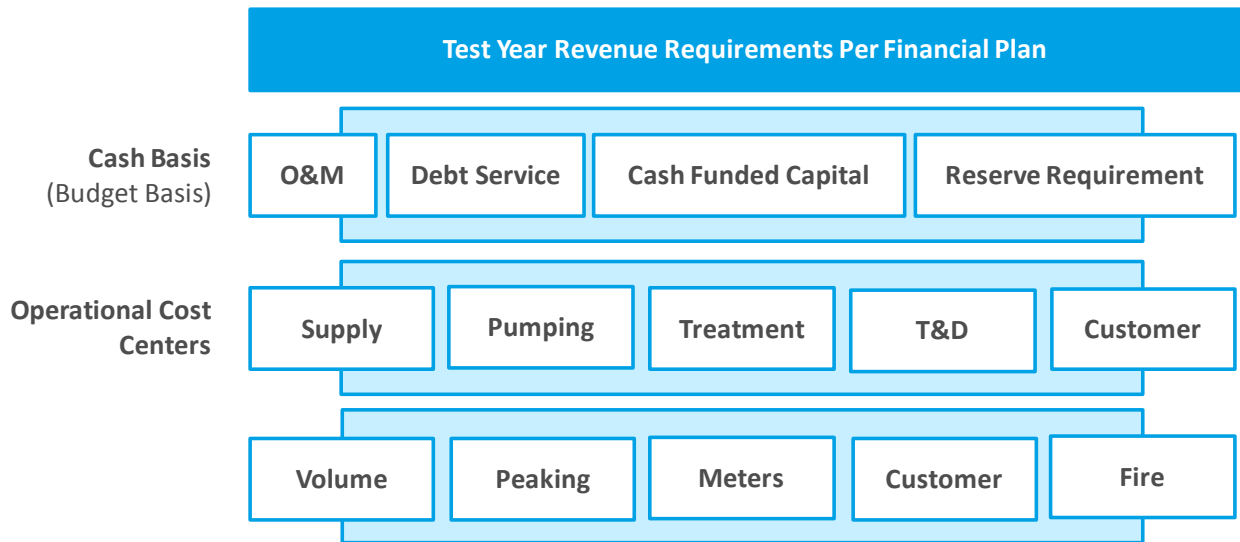 Test Year Revenue Requirements Per Financial Plan
Cash Basis
(Budget Basis)
O&M
Debt Service
Cash Funded Capital
Reserve Requirement
Operational Cost
Centers
Supply
Pumping
Treatment
T&D
Customer
Volume
Peaking
Meters
Customer
Fire